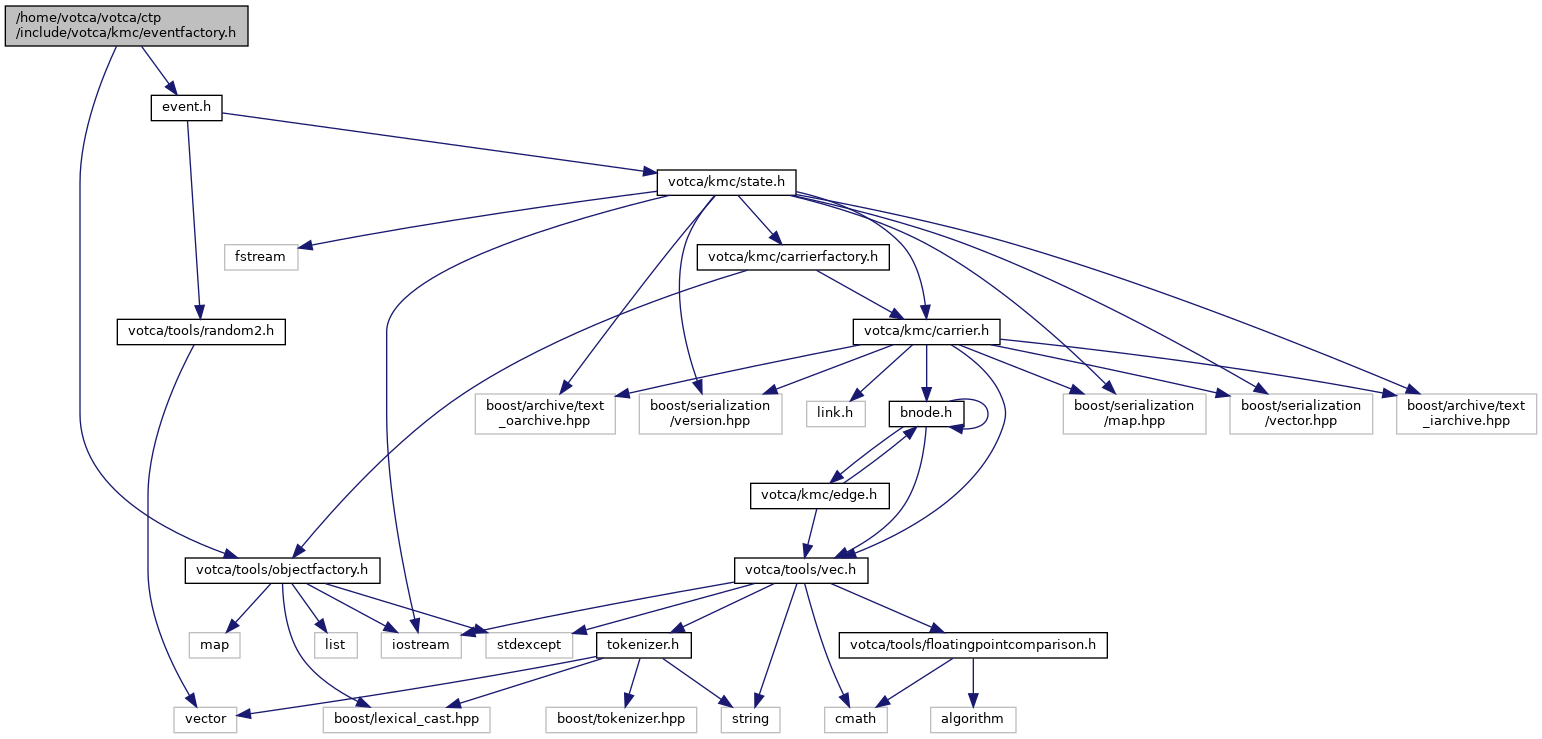 /home/votca/votca/ctp
/include/votca/kmc/eventfactory.h
event.h
votca/kmc/state.h
fstream
votca/kmc/carrierfactory.h
votca/tools/random2.h
votca/kmc/carrier.h
boost/archive/text
_oarchive.hpp
boost/serialization
/version.hpp
link.h
bnode.h
boost/serialization
/map.hpp
boost/serialization
/vector.hpp
boost/archive/text
_iarchive.hpp
votca/kmc/edge.h
votca/tools/objectfactory.h
votca/tools/vec.h
map
list
iostream
stdexcept
tokenizer.h
votca/tools/floatingpointcomparison.h
vector
boost/lexical_cast.hpp
boost/tokenizer.hpp
string
cmath
algorithm